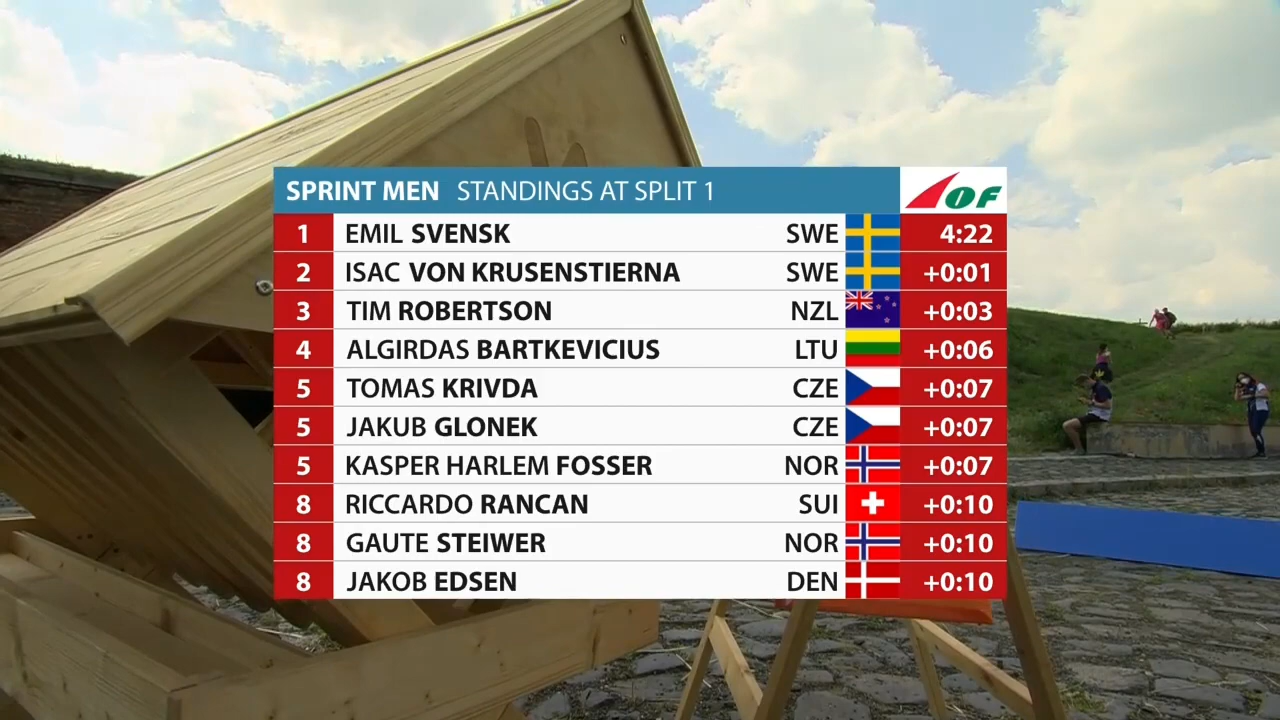 SPRINT MEN STANDINGS AT SPLIT 1 IOF
1 EMIL SVENSK SWE 4:22
2 ISAC VON KRUSENSTIERNA SWE +0:01
3 TIM ROBERTSON NZL +0:03
4 ALGIRDAS BARTKEVICIUS LTU +0:06
5 TOMAS KRIVDA CZE +0:07
5 JAKUB GLONEK CZE +0:07
5 KASPER HARLEM FOSSER NOR +0:07
8 RICCARDO RANCAN SUI +0:10
8 GAUTE STEIWER NOR +0:10
8 JAKOB EDSEN DEN +0:10